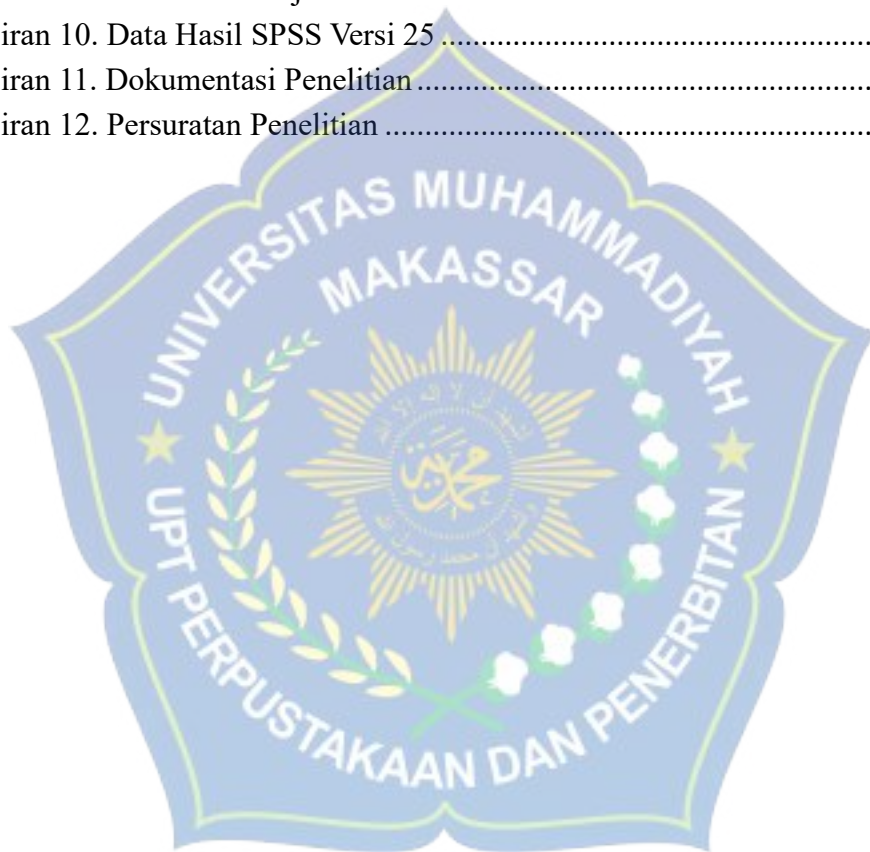 iran 10. Data Hasil SPSS Versi 25 ........................................................
iran 11. Dokumentasi Penelitian ...........................................................
iran 12. Persuratan Penelitian ...............................................................
UNIVERSITAS MUHAMMADIYAH
MAKASSAR
UPT PERPUSTAKAAN DAN PENERBITAN